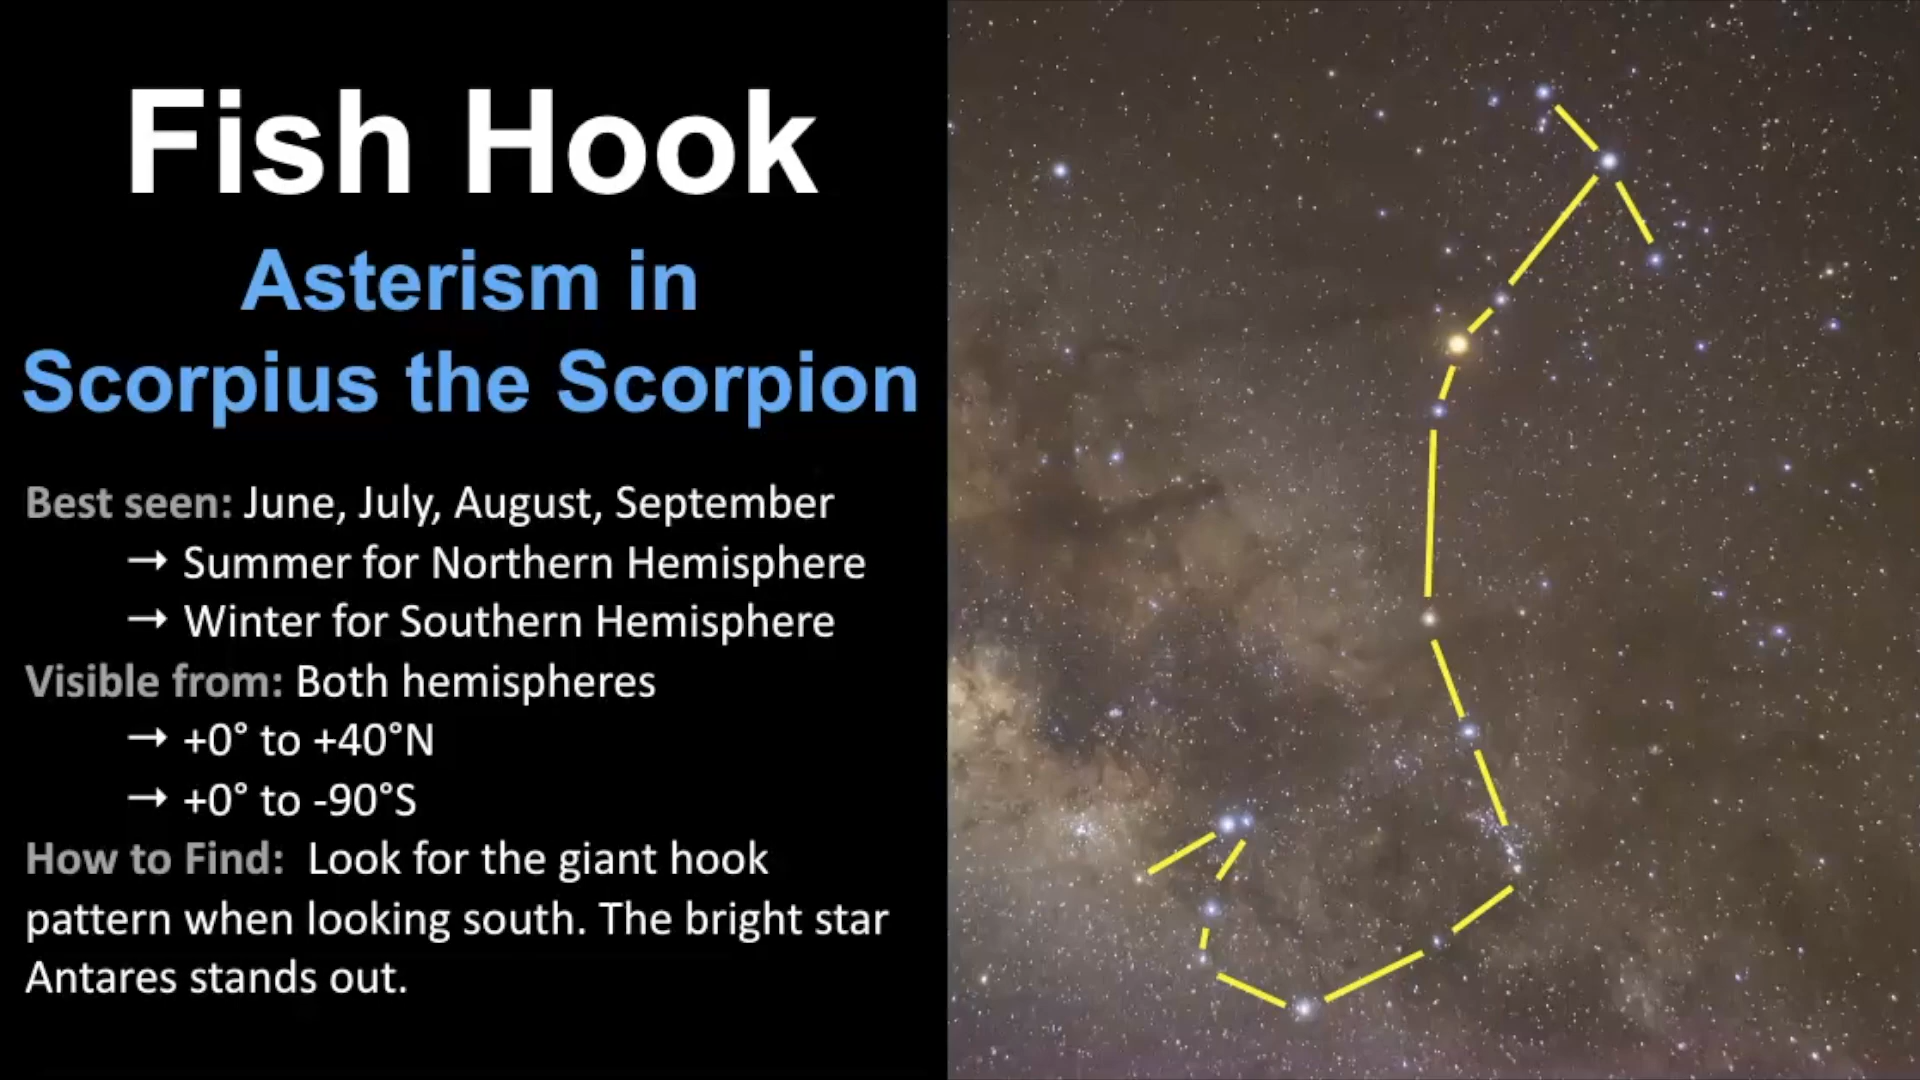 Fish Hook
Asterism in
Scorpius the Scorpion
Best seen: June, July, August, September
→ Summer for Northern Hemisphere
→ Winter for Southern Hemisphere
Visible from: Both hemispheres
→ +0° to +40°N
→ +0° to -90°S
How to Find: Look for the giant hook
pattern when looking south. The bright star
Antares stands out.